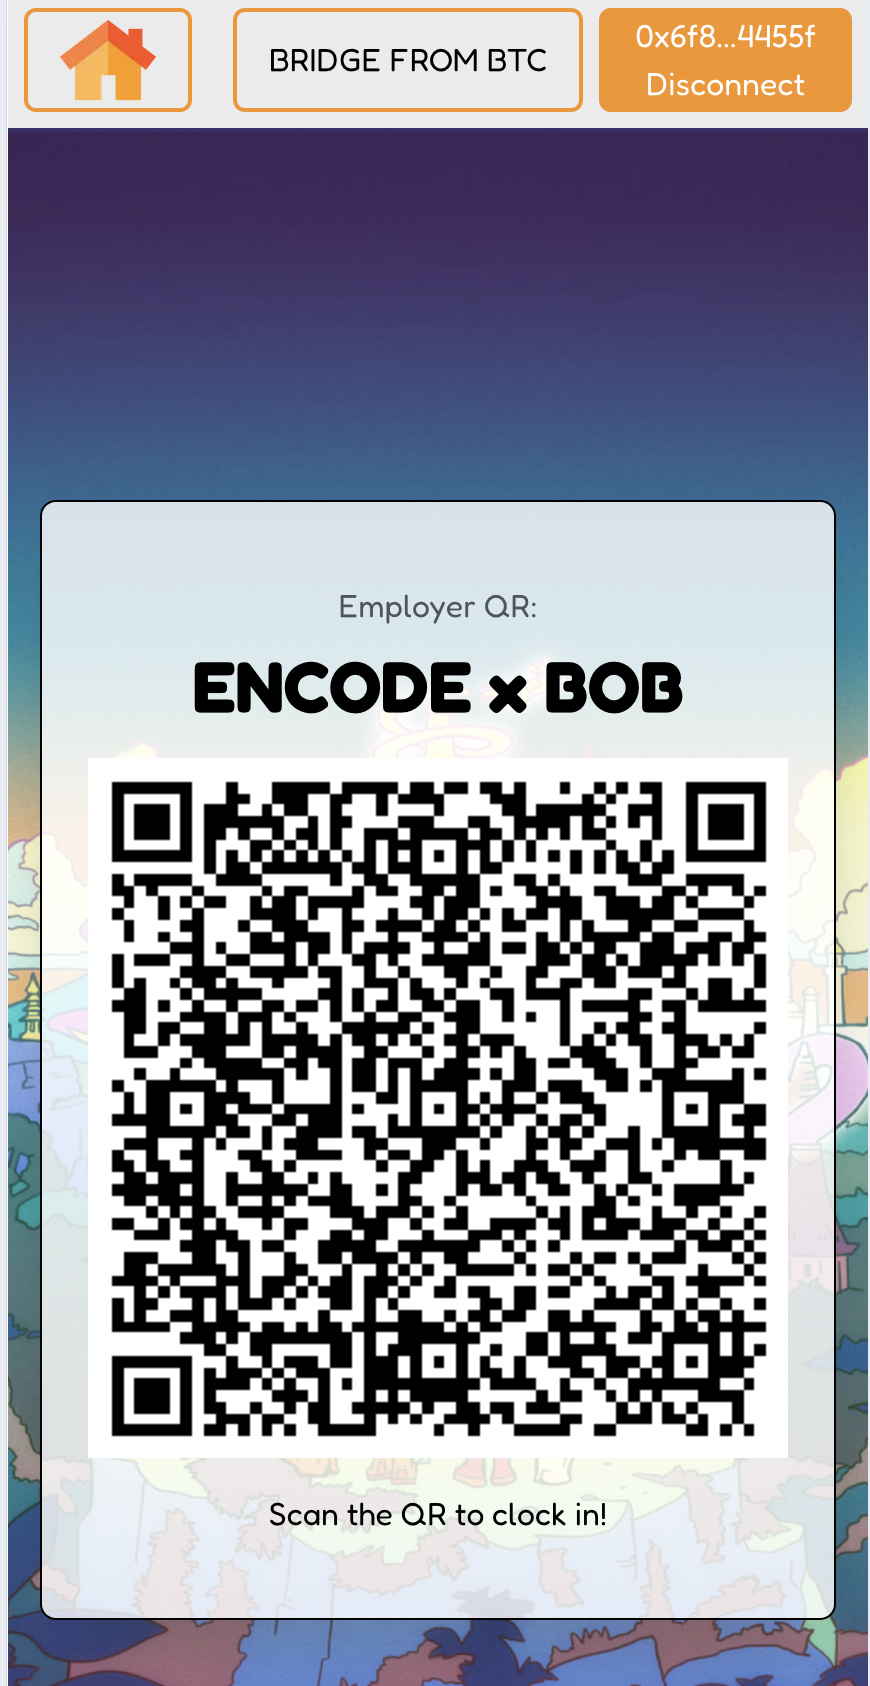 BRIDGE FROM BTC
0x6f8...4455f
Disconnect
Employer QR:
ENCODE x BOB
Scan the QR to clock in!